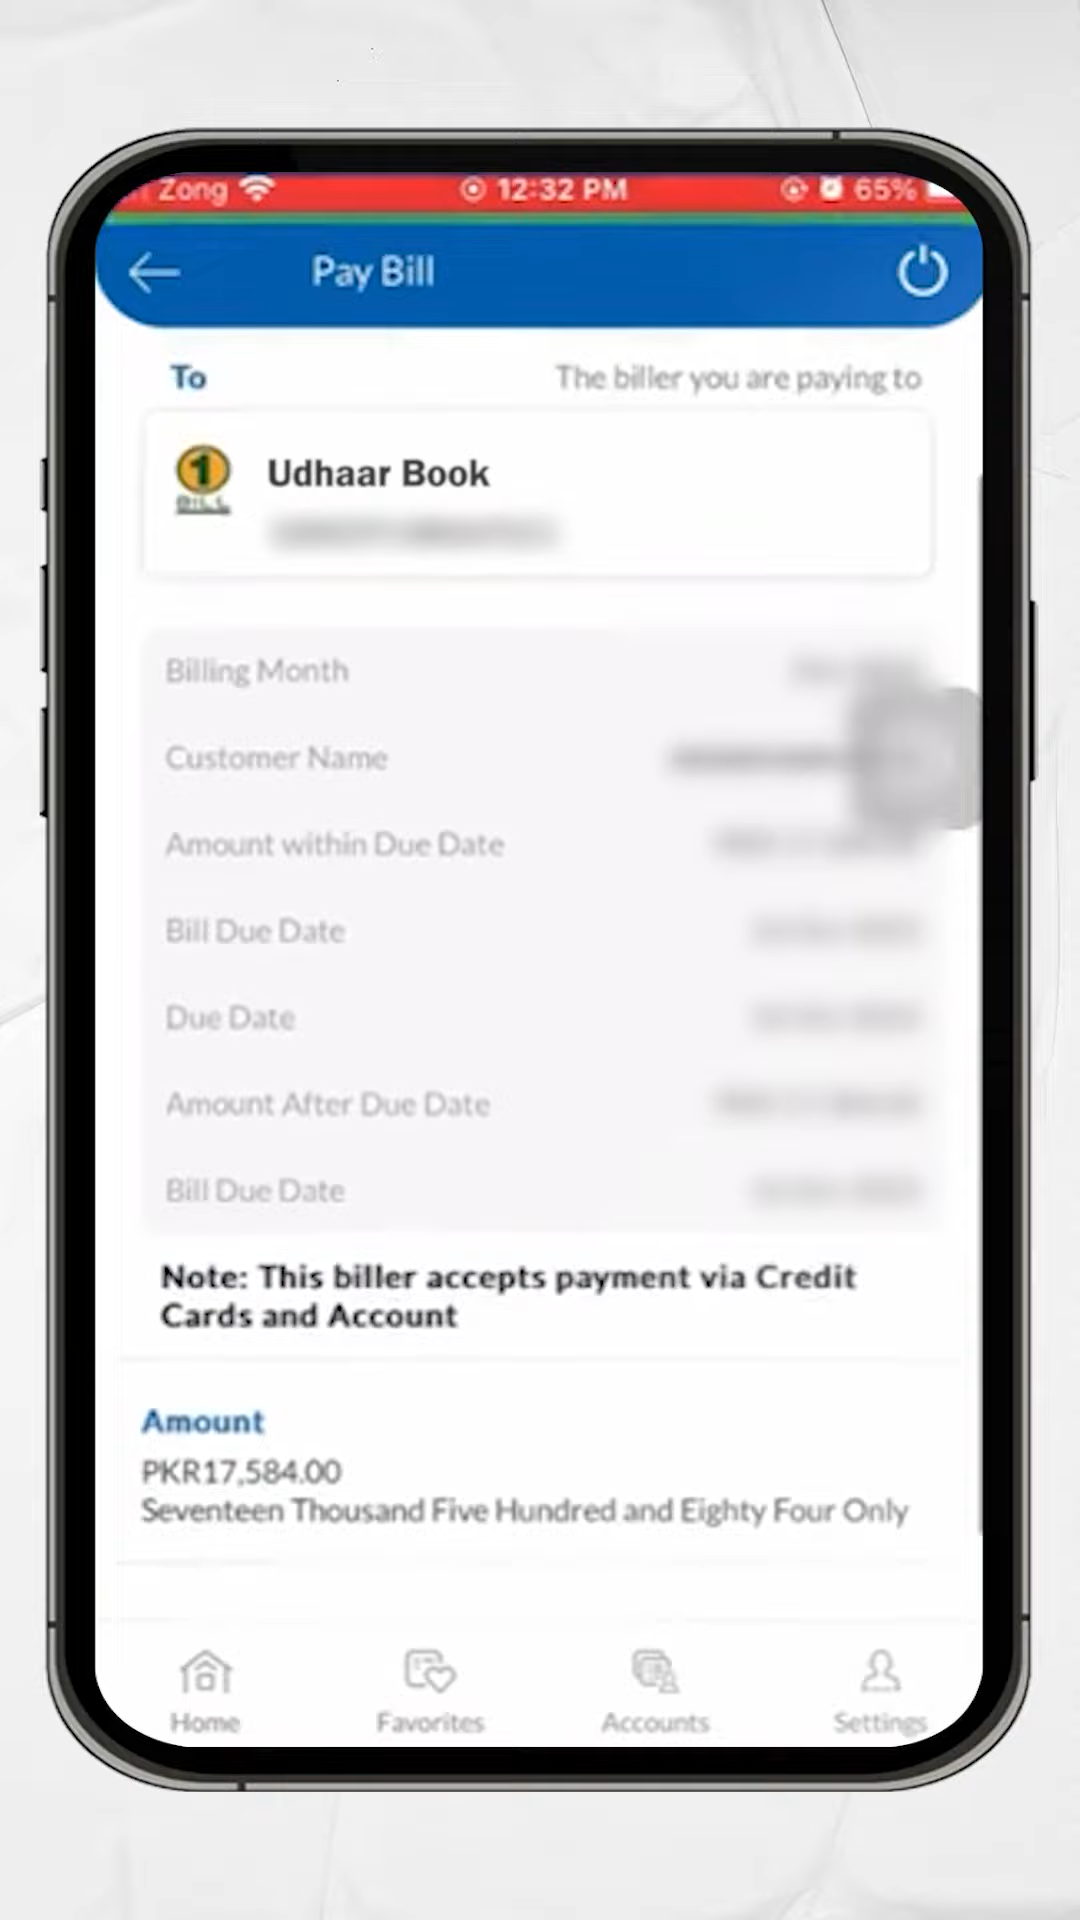 Zong 12:32 PM 65%
Pay Bill
To The biller you are paying to
1
BILL
Udhaar Book
Billing Month
Customer Name
Amount within Due Date
Bill Due Date
Due Date
Amount After Due Date
Bill Due Date
Note: This biller accepts payment via Credit
Cards and Account
Amount
PKR17,584.00
Seventeen Thousand Five Hundred and Eighty Four Only
Home Favorites Accounts Settings